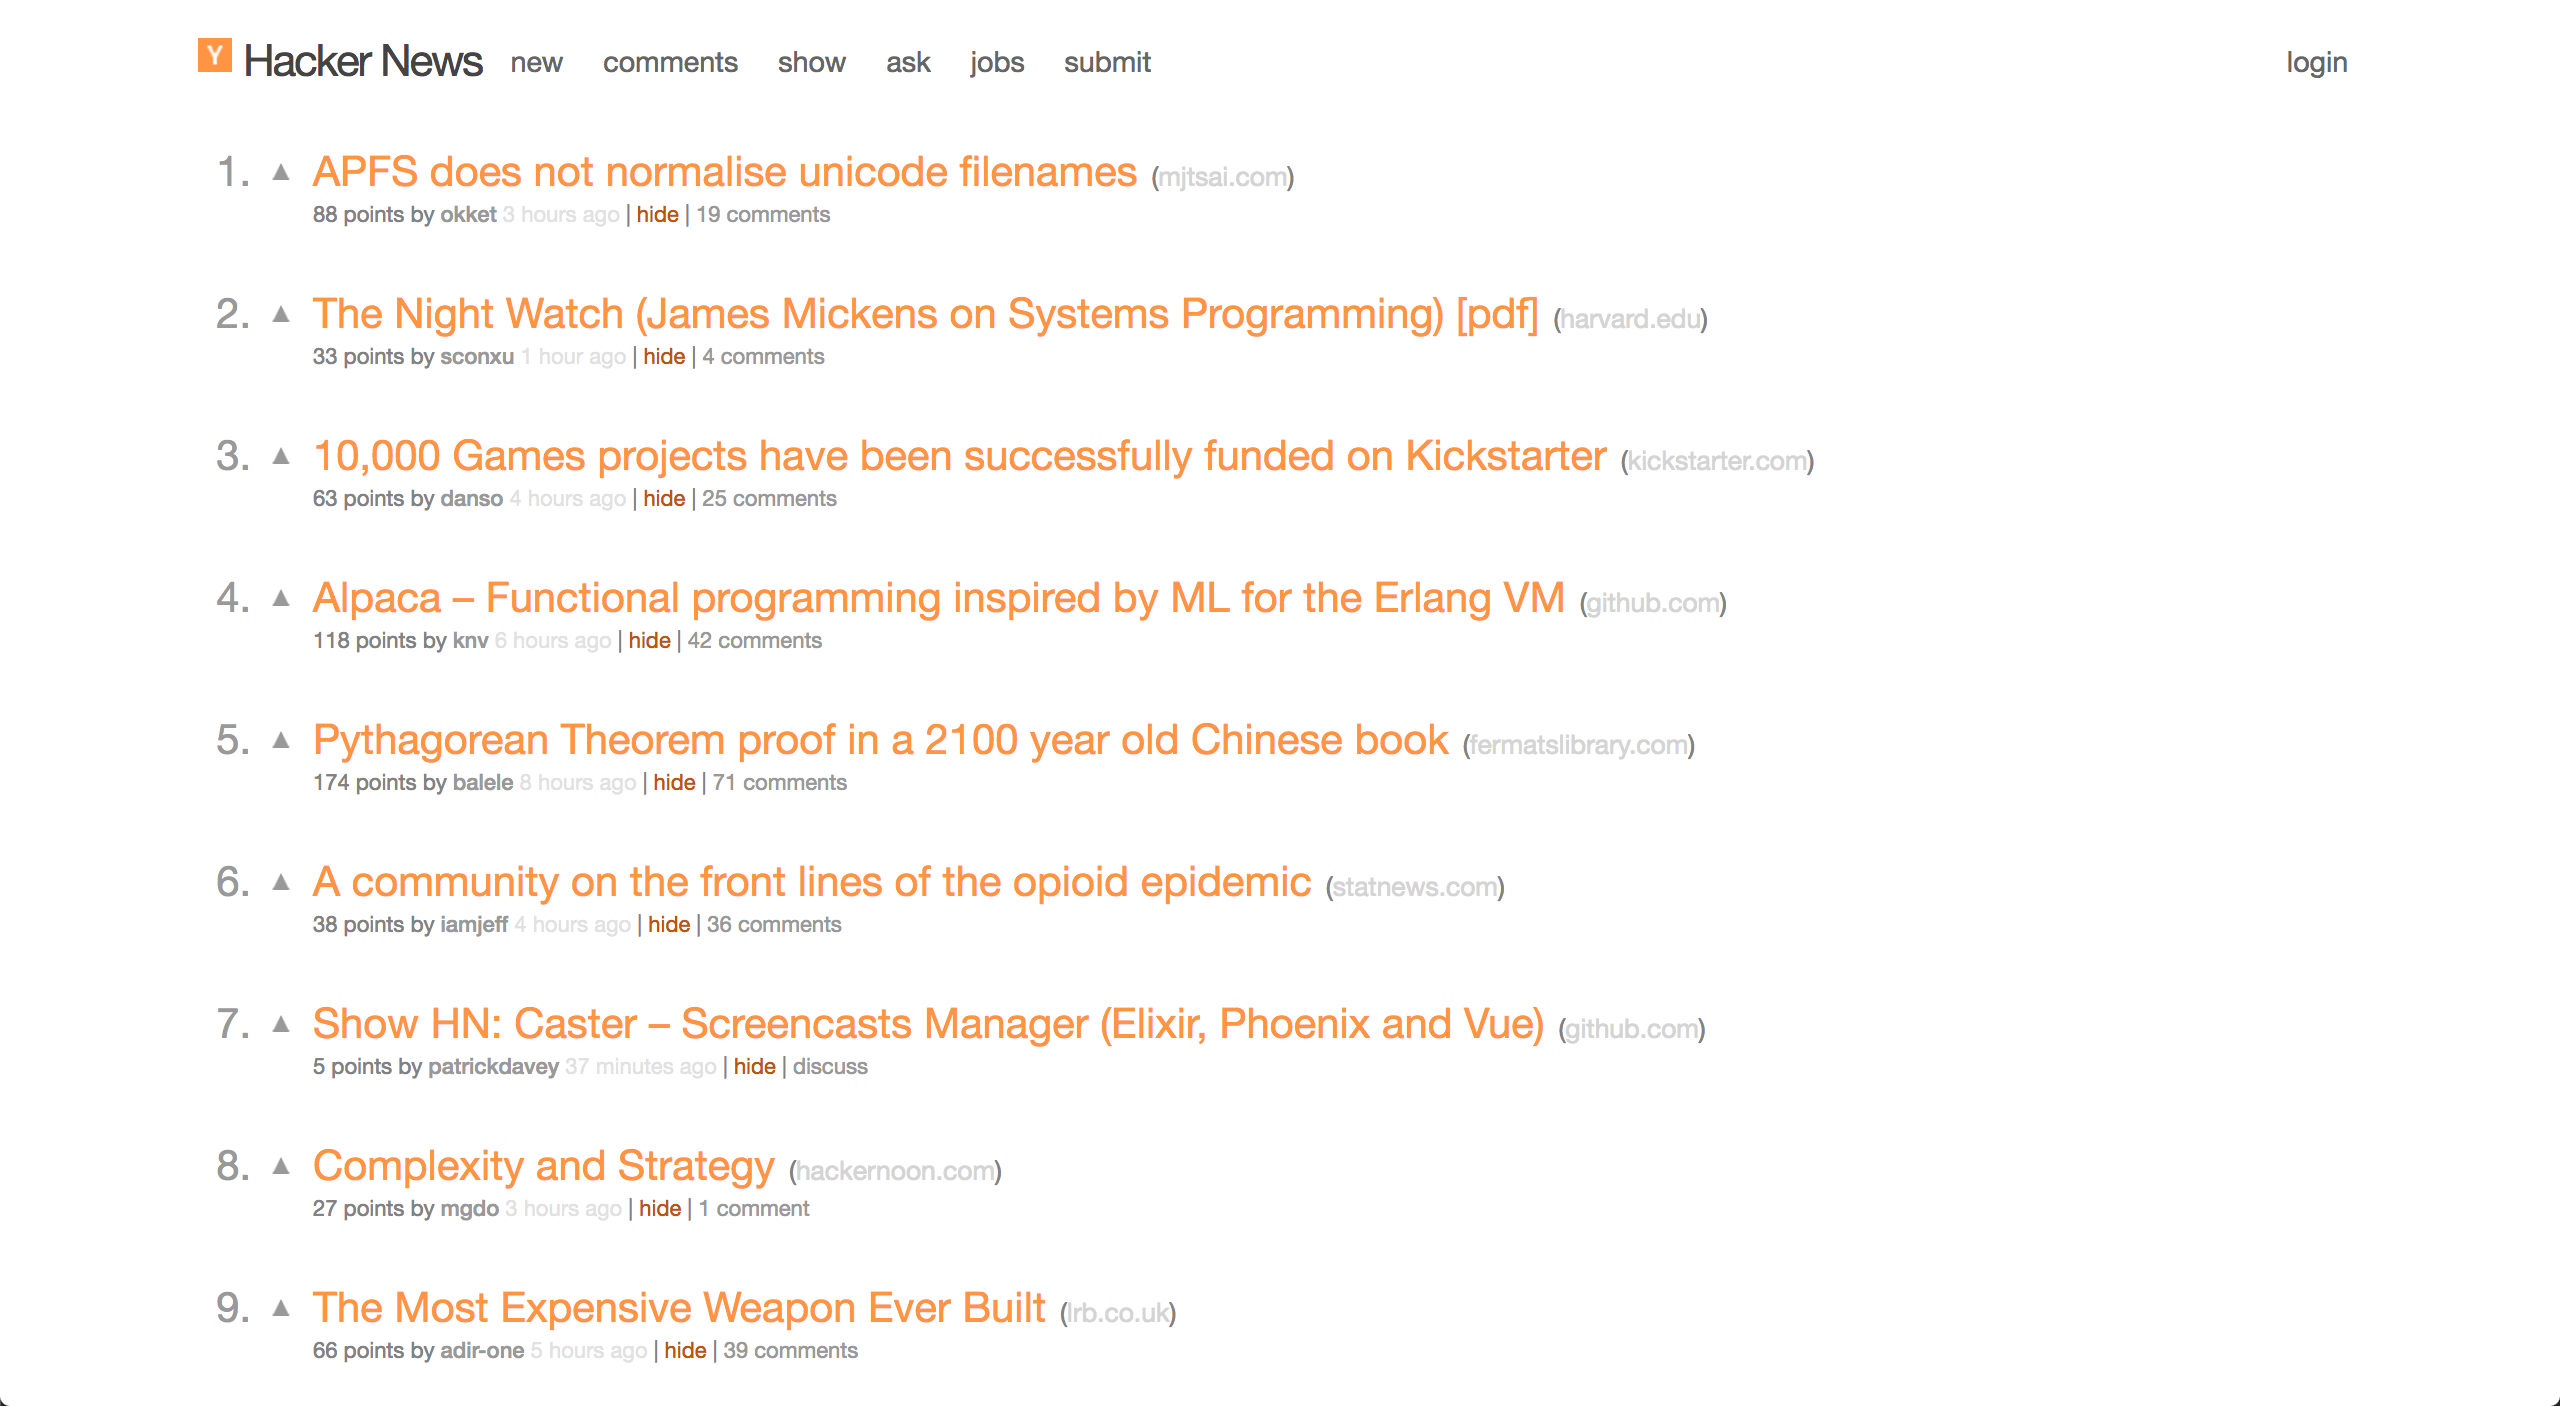 Y Hacker News new comments show ask jobs submit login
1. ▲ APFS does not normalise unicode filenames (mjtsai.com)
88 points by okket 3 hours ago | hide | 19 comments
2. ▲ The Night Watch (James Mickens on Systems Programming) [pdf] (harvard.edu)
33 points by sconxu 1 hour ago | hide | 4 comments
3. ▲ 10,000 Games projects have been successfully funded on Kickstarter (kickstarter.com)
63 points by danso 4 hours ago | hide | 25 comments
4. ▲ Alpaca – Functional programming inspired by ML for the Erlang VM (github.com)
118 points by knv 6 hours ago | hide | 42 comments
5. ▲ Pythagorean Theorem proof in a 2100 year old Chinese book (fermatslibrary.com)
174 points by balele 8 hours ago | hide | 71 comments
6. ▲ A community on the front lines of the opioid epidemic (statnews.com)
38 points by iamjeff 4 hours ago | hide | 36 comments
7. ▲ Show HN: Caster – Screencasts Manager (Elixir, Phoenix and Vue) (github.com)
5 points by patrickdavey 37 minutes ago | hide | discuss
8. ▲ Complexity and Strategy (hackernoon.com)
27 points by mgdo 3 hours ago | hide | 1 comment
9. ▲ The Most Expensive Weapon Ever Built (lrb.co.uk)
66 points by adir-one 5 hours ago | hide | 39 comments